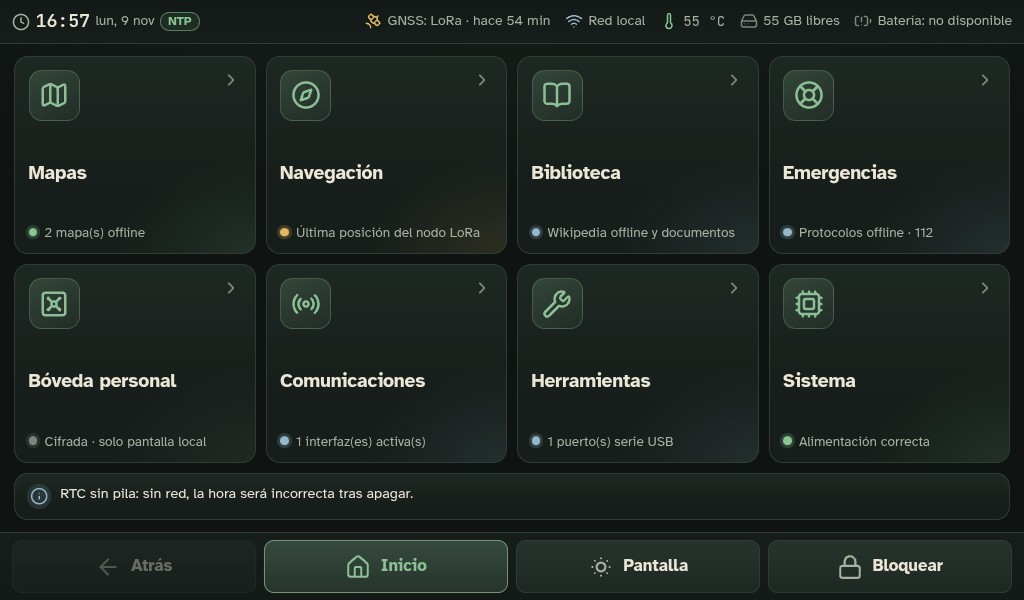 16:57 lun, 9 nov NTP GNSS: LoRa · hace 54 min Red local 55 °C 55 GB libres Batería: no disponible
Mapas
2 mapa(s) offline
Navegación
Última posición del nodo LoRa
Biblioteca
Wikipedia offline y documentos
Emergencias
Protocolos offline · 112
Bóveda personal
Cifrada · solo pantalla local
Comunicaciones
1 interfaz(es) activa(s)
Herramientas
1 puerto(s) serie USB
Sistema
Alimentación correcta
RTC sin pila: sin red, la hora será incorrecta tras apagar.
Atrás Inicio Pantalla Bloquear